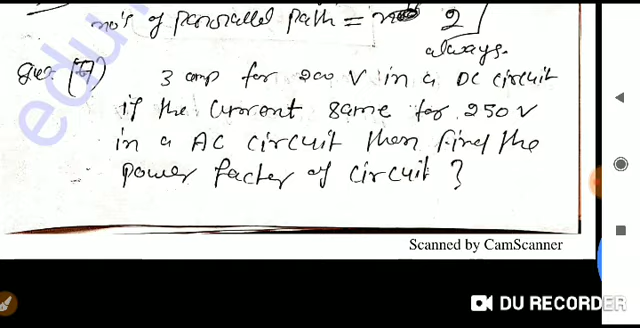 no's of parallel path = 2
always.
Que. (7) 3 amp for 200 V in a DC circuit
if the current same for 250 V
in a AC circuit then find the
power factor of circuit ?
Scanned by CamScanner
DU RECORDER